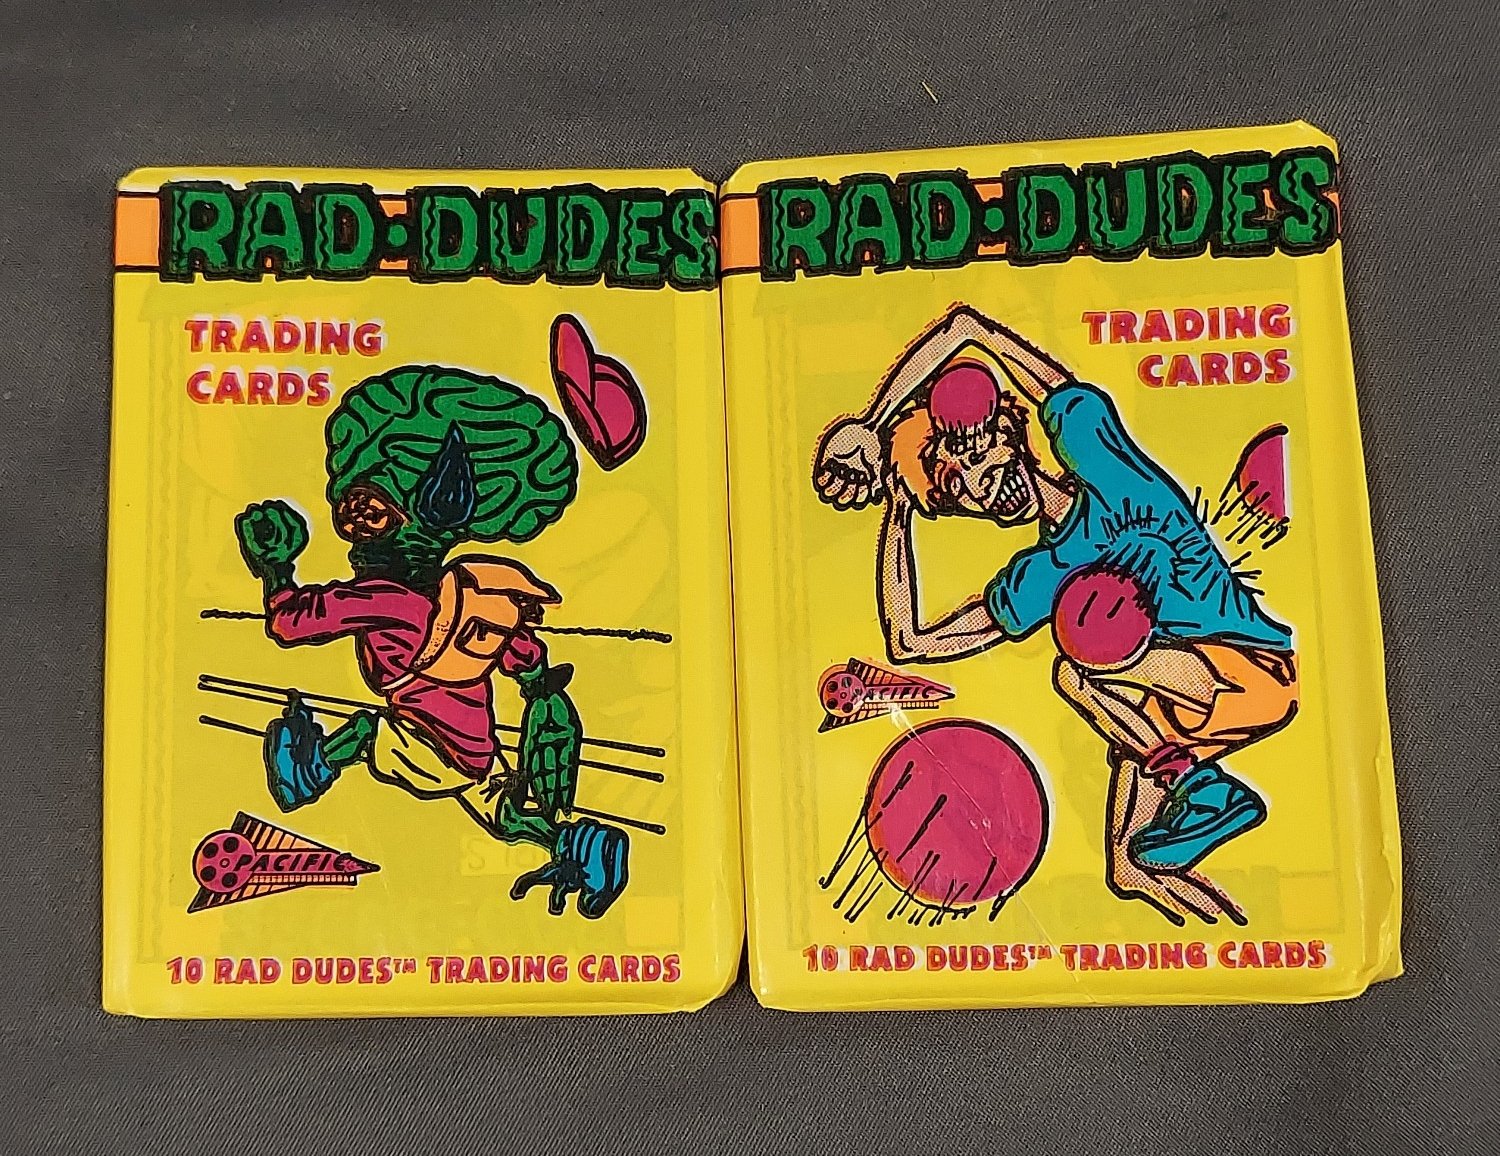 RAD•DUDES
TRADING
CARDS
PACIFIC
10 RAD DUDES™ TRADING CARDS
RAD•DUDES
TRADING
CARDS
PACIFIC
10 RAD DUDES™ TRADING CARDS